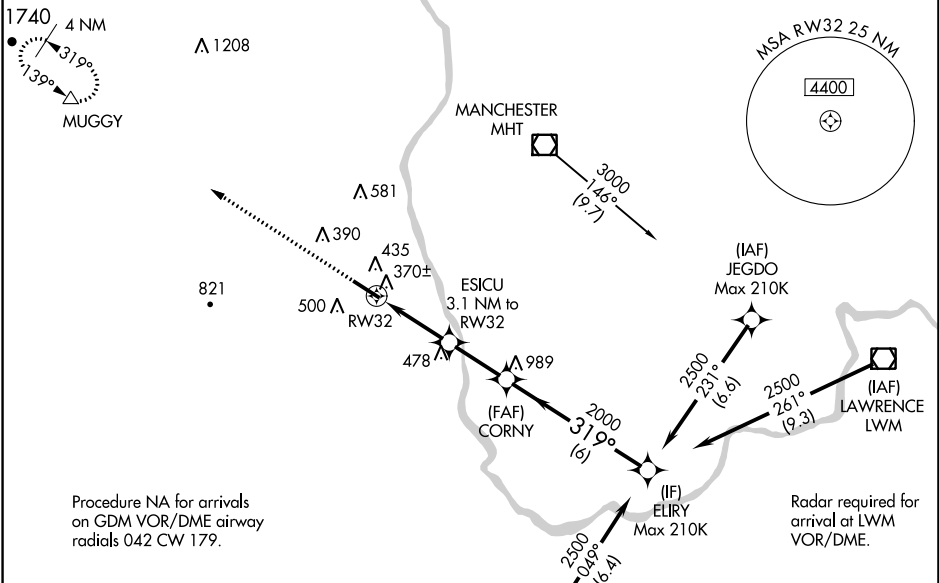 1740
4 NM
319°
139°
MUGGY
1208
MSA RW32 25 NM
4400
MANCHESTER
MHT
3000
146°
(9.7)
581
390
435
370±
821
500
RW32
ESICU
3.1 NM to
RW32
478
989
(FAF)
CORNY
2000
319°
(6)
(IAF)
JEGDO
Max 210K
2500
231°
(6.6)
2500
261°
(9.3)
(IAF)
LAWRENCE
LWM
(IF)
ELIRY
Max 210K
2500
049°
(6.4)
Procedure NA for arrivals
on GDM VOR/DME airway
radials 042 CW 179.
Radar required for
arrival at LWM
VOR/DME.